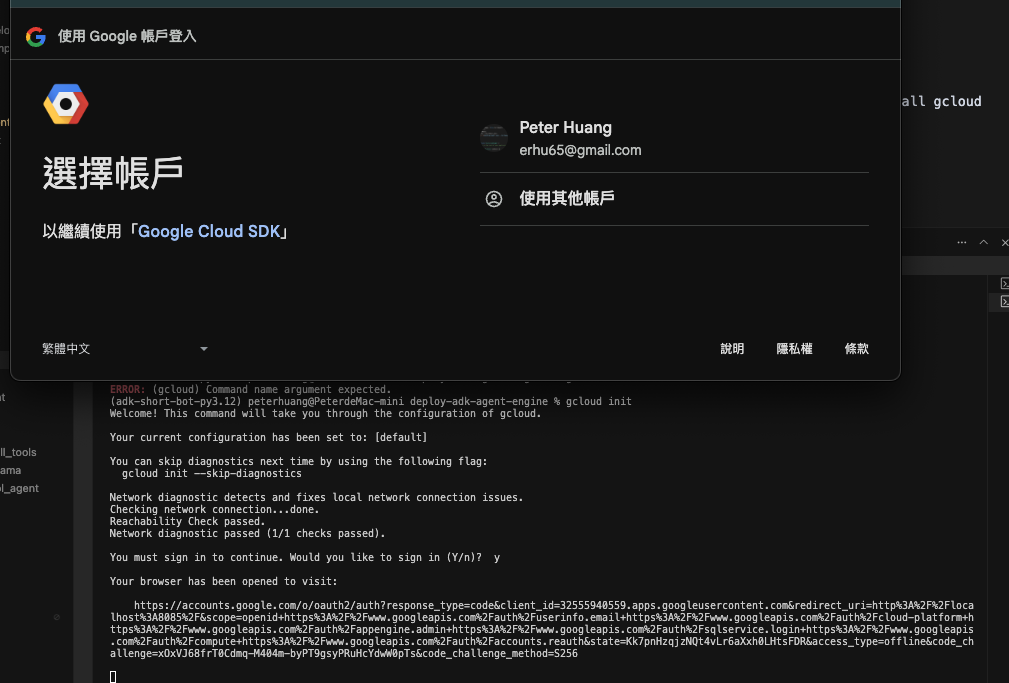 使用 Google 帳戶登入
選擇帳戶
以繼續使用「Google Cloud SDK」
Peter Huang
erhu65@gmail.com
使用其他帳戶
繁體中文
說明
隱私權
條款
all gcloud
ll_tools
ama
ol_agent
ERROR: (gcloud) Command name argument expected.
(adk-short-bot-py3.12) peterhuang@PeterdeMac-mini deploy-adk-agent-engine % gcloud init
Welcome! This command will take you through the configuration of gcloud.
Your current configuration has been set to: [default]
You can skip diagnostics next time by using the following flag:
gcloud init --skip-diagnostics
Network diagnostic detects and fixes local network connection issues.
Checking network connection...done.
Reachability Check passed.
Network diagnostic passed (1/1 checks passed).
You must sign in to continue. Would you like to sign in (Y/n)?  y
Your browser has been opened to visit:
https://accounts.google.com/o/oauth2/auth?response_type=code&client_id=32555940559.apps.googleusercontent.com&redirect_uri=http%3A%2F%2Floca
lhost%3A8085%2F&scope=openid+https%3A%2F%2Fwww.googleapis.com%2Fauth%2Fuserinfo.email+https%3A%2F%2Fwww.googleapis.com%2Fauth%2Fcloud-platform+h
ttps%3A%2F%2Fwww.googleapis.com%2Fauth%2Fappengine.admin+https%3A%2F%2Fwww.googleapis.com%2Fauth%2Fsqlservice.login+https%3A%2F%2Fwww.googleapis
.com%2Fauth%2Fcompute+https%3A%2F%2Fwww.googleapis.com%2Fauth%2Faccounts.reauth&state=Kk7pnHzqjzNQt4vLr6aXxh0LHtsFDR&access_type=offline&code_ch
allenge=xOxVJ68frT0Cdmq-M404m-byPT9gsyPRuHcYdwW0pTs&code_challenge_method=S256